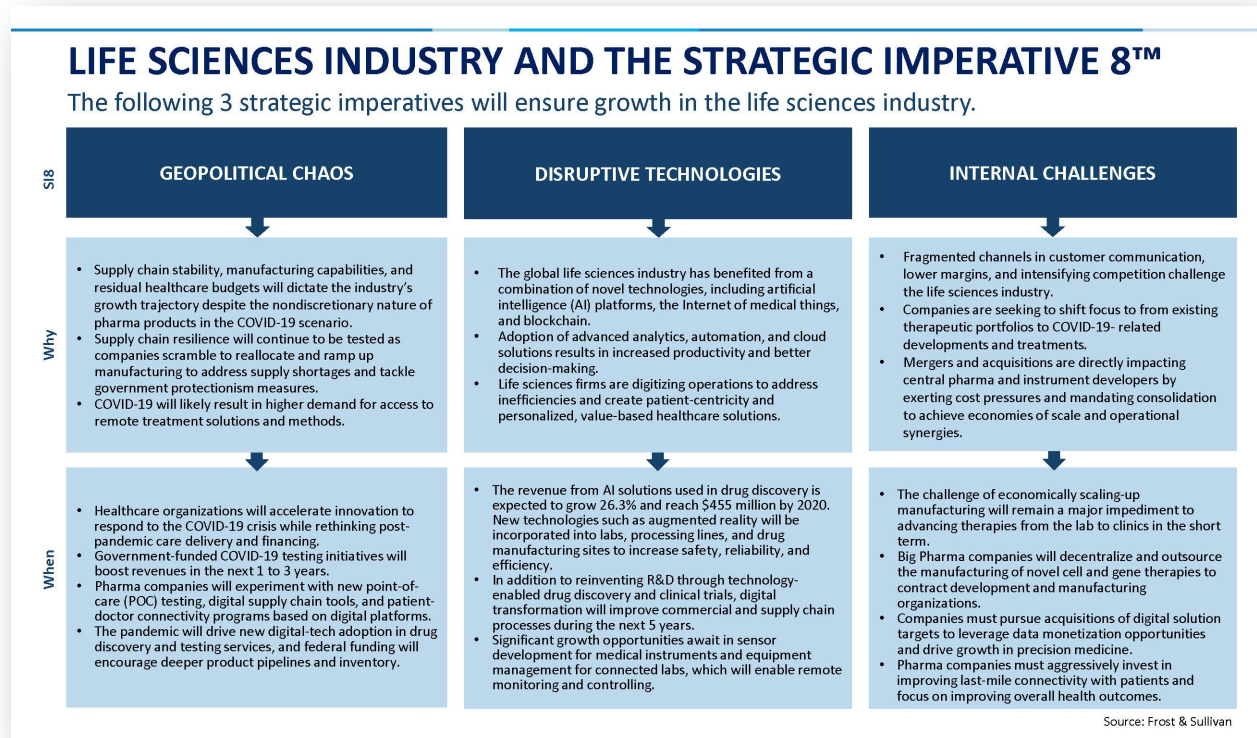 LIFE SCIENCES INDUSTRY AND THE STRATEGIC IMPERATIVE 8™
The following 3 strategic imperatives will ensure growth in the life sciences industry.
SI8
GEOPOLITICAL CHAOS
DISRUPTIVE TECHNOLOGIES
INTERNAL CHALLENGES
Why
• Supply chain stability, manufacturing capabilities, and
residual healthcare budgets will dictate the industry's
growth trajectory despite the nondiscretionary nature of
pharma products in the COVID-19 scenario.
• Supply chain resilience will continue to be tested as
companies scramble to reallocate and ramp up
manufacturing to address supply shortages and tackle
government protectionism measures.
• COVID-19 will likely result in higher demand for access to
remote treatment solutions and methods.
• The global life sciences industry has benefited from a
combination of novel technologies, including artificial
intelligence (AI) platforms, the Internet of medical things,
and blockchain.
• Adoption of advanced analytics, automation, and cloud
solutions results in increased productivity and better
decision-making.
• Life sciences firms are digitizing operations to address
inefficiencies and create patient-centricity and
personalized, value-based healthcare solutions.
• Fragmented channels in customer communication,
lower margins, and intensifying competition challenge
the life sciences industry.
• Companies are seeking to shift focus to from existing
therapeutic portfolios to COVID-19- related
developments and treatments.
• Mergers and acquisitions are directly impacting
central pharma and instrument developers by
exerting cost pressures and mandating consolidation
to achieve economies of scale and operational
synergies.
When
• Healthcare organizations will accelerate innovation to
respond to the COVID-19 crisis while rethinking post-
pandemic care delivery and financing.
• Government-funded COVID-19 testing initiatives will
boost revenues in the next 1 to 3 years.
• Pharma companies will experiment with new point-of-
care (POC) testing, digital supply chain tools, and patient-
doctor connectivity programs based on digital platforms.
• The pandemic will drive new digital-tech adoption in drug
discovery and testing services, and federal funding will
encourage deeper product pipelines and inventory.
• The revenue from AI solutions used in drug discovery is
expected to grow 26.3% and reach $455 million by 2020.
New technologies such as augmented reality will be
incorporated into labs, processing lines, and drug
manufacturing sites to increase safety, reliability, and
efficiency.
• In addition to reinventing R&D through technology-
enabled drug discovery and clinical trials, digital
transformation will improve commercial and supply chain
processes during the next 5 years.
• Significant growth opportunities await in sensor
development for medical instruments and equipment
management for connected labs, which will enable remote
monitoring and controlling.
• The challenge of economically scaling-up
manufacturing will remain a major impediment to
advancing therapies from the lab to clinics in the short
term.
• Big Pharma companies will decentralize and outsource
the manufacturing of novel cell and gene therapies to
contract development and manufacturing
organizations.
• Companies must pursue acquisitions of digital solution
targets to leverage data monetization opportunities
and drive growth in precision medicine.
• Pharma companies must aggressively invest in
improving last-mile connectivity with patients and
focus on improving overall health outcomes.
Source: Frost & Sullivan